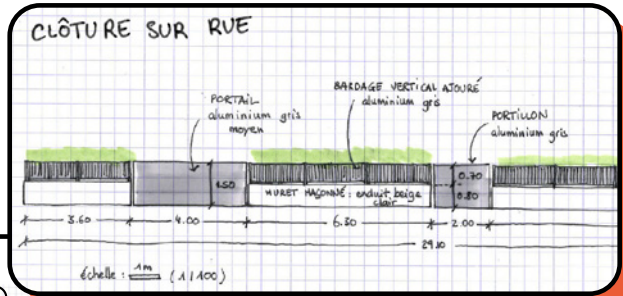 CLÔTURE SUR RUE
BARDAGE VERTICAL AJOURÉ
aluminium gris
PORTAIL
aluminium gris
moyen
PORTILLON
aluminium gris
1.50
0.70
0.80
MURET MAÇONNÉ : enduit beige
clair
3.60
4.00
6.30
2.00
29.10
échelle : 1m (1/100)